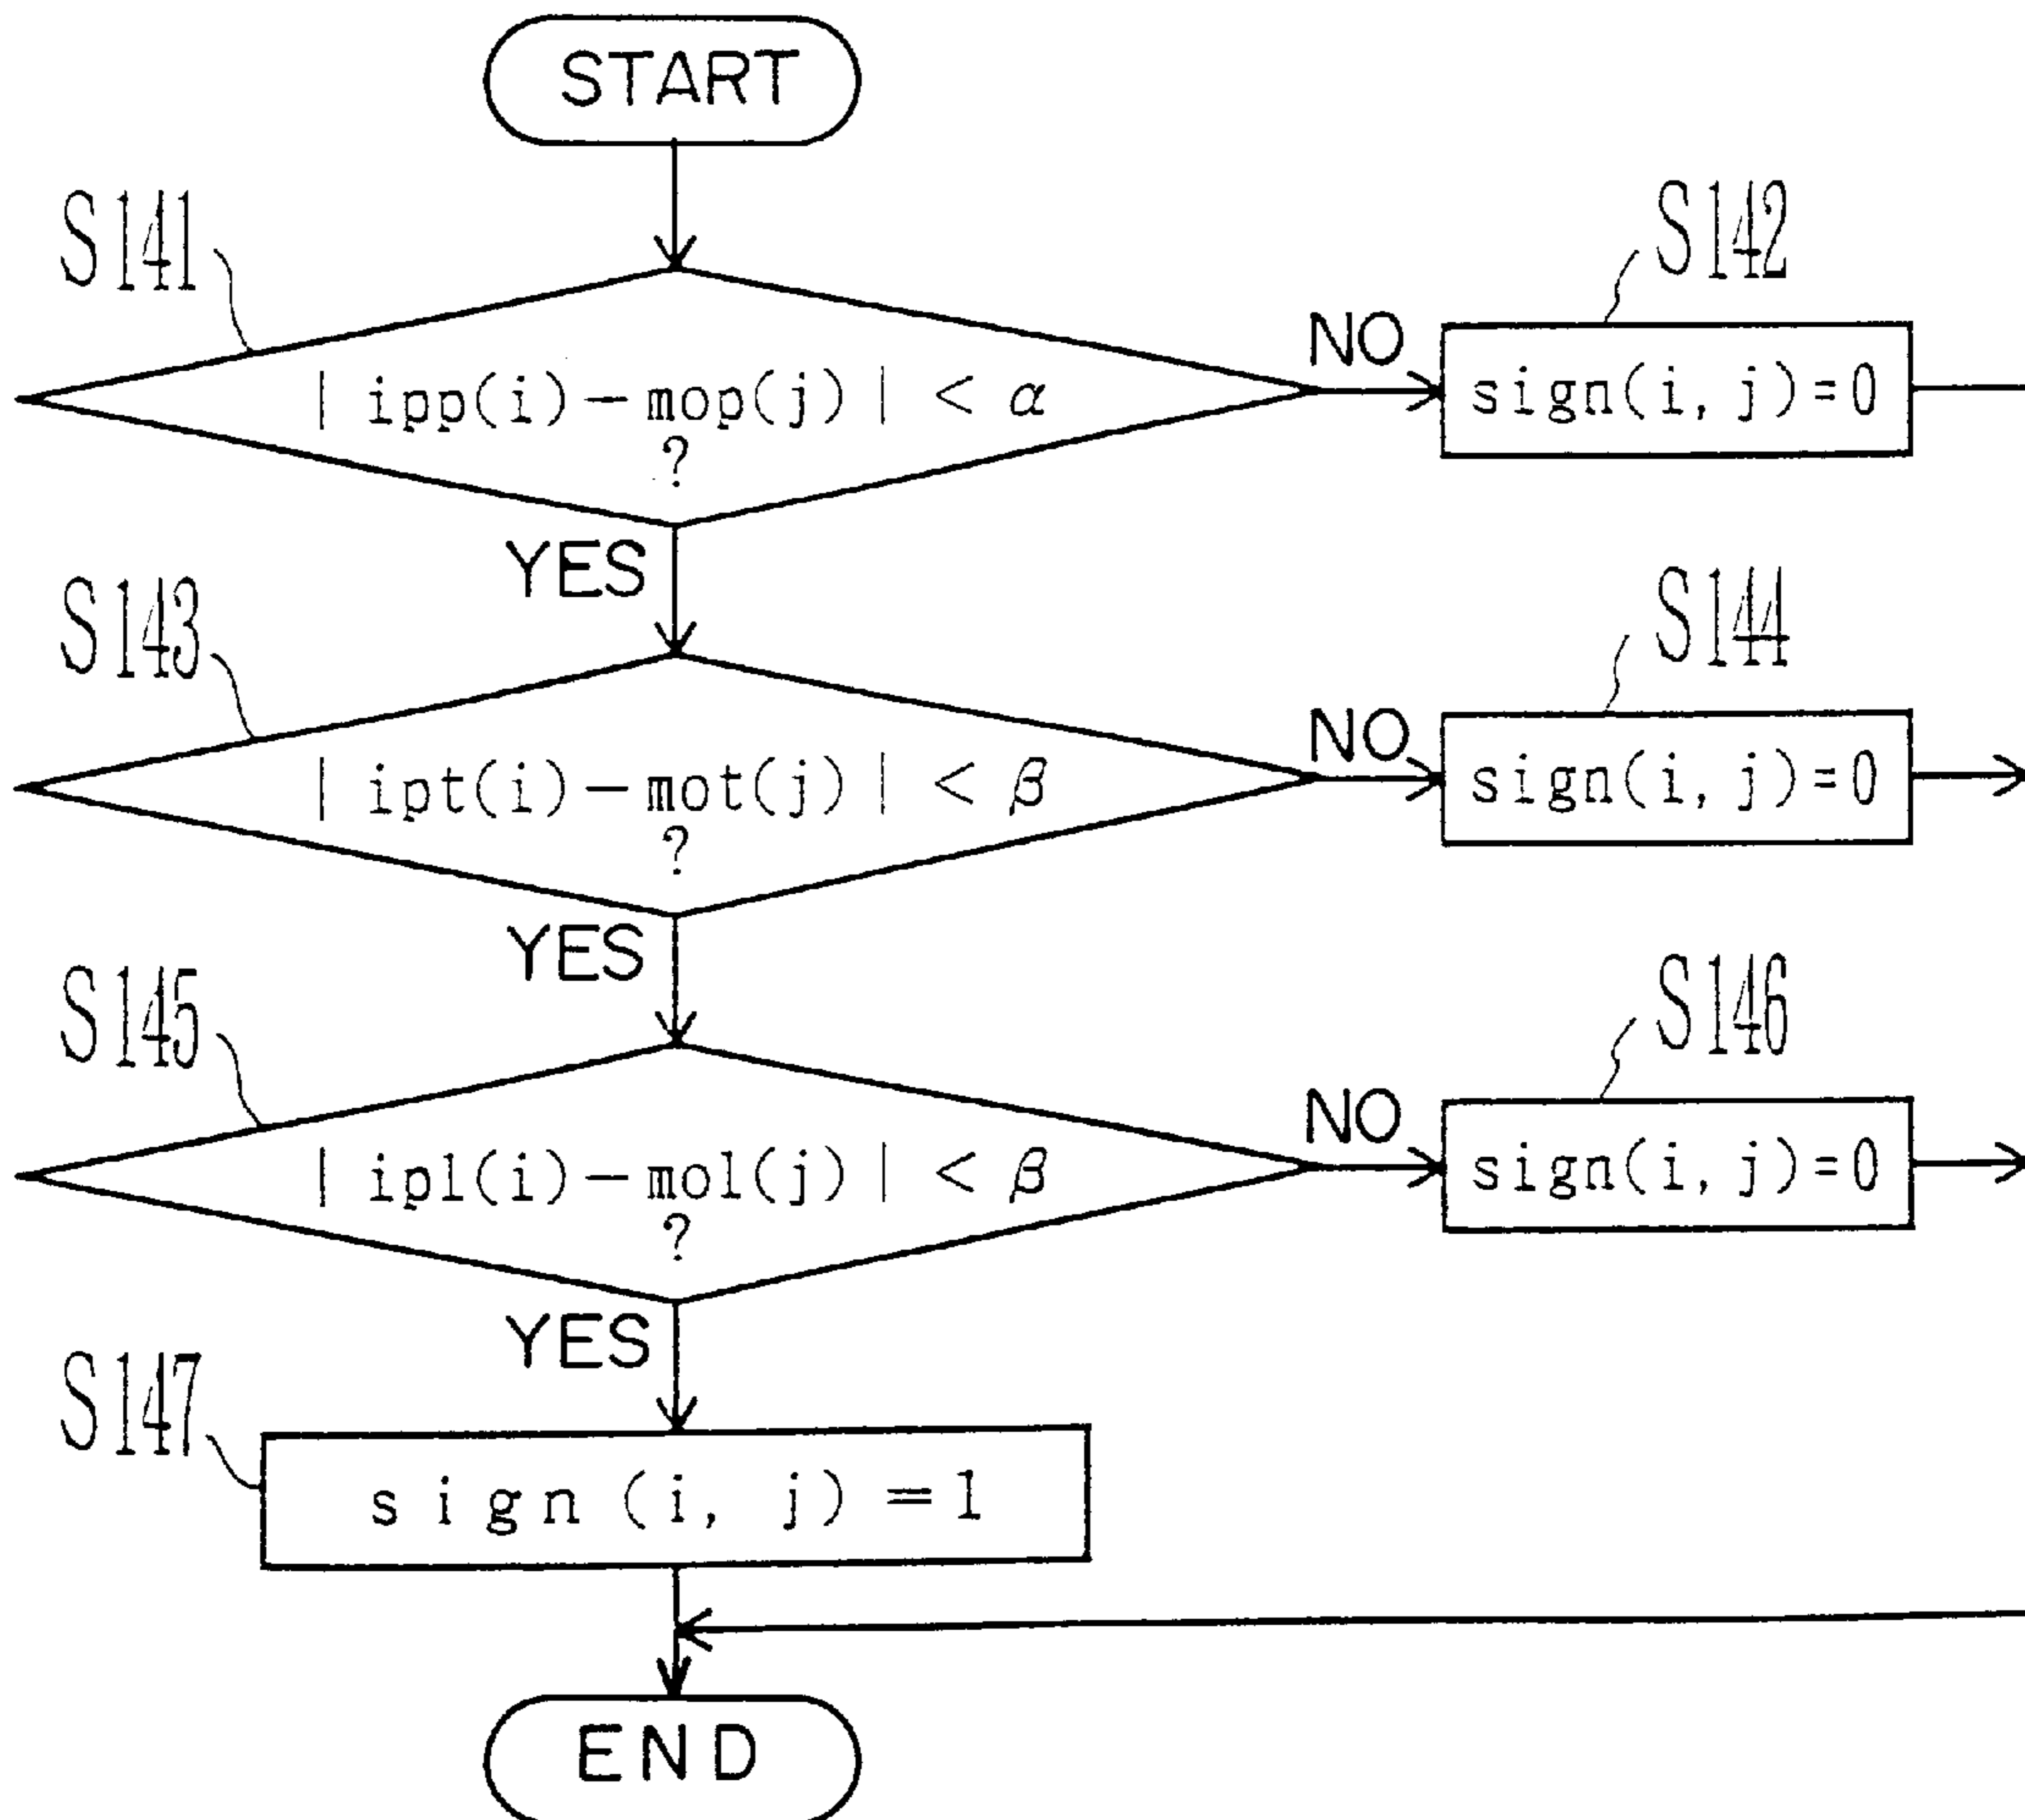 START
S141
S142
| ipp(i)−mop(j) | < α
?
NO
sign(i, j)=0
YES
S143
S144
| ipt(i)−mot(j) | < β
?
NO
sign(i, j)=0
YES
S145
S146
| ipl(i)−mol(j) | < β
?
NO
sign(i, j)=0
YES
S147
sign (i, j) =1
END